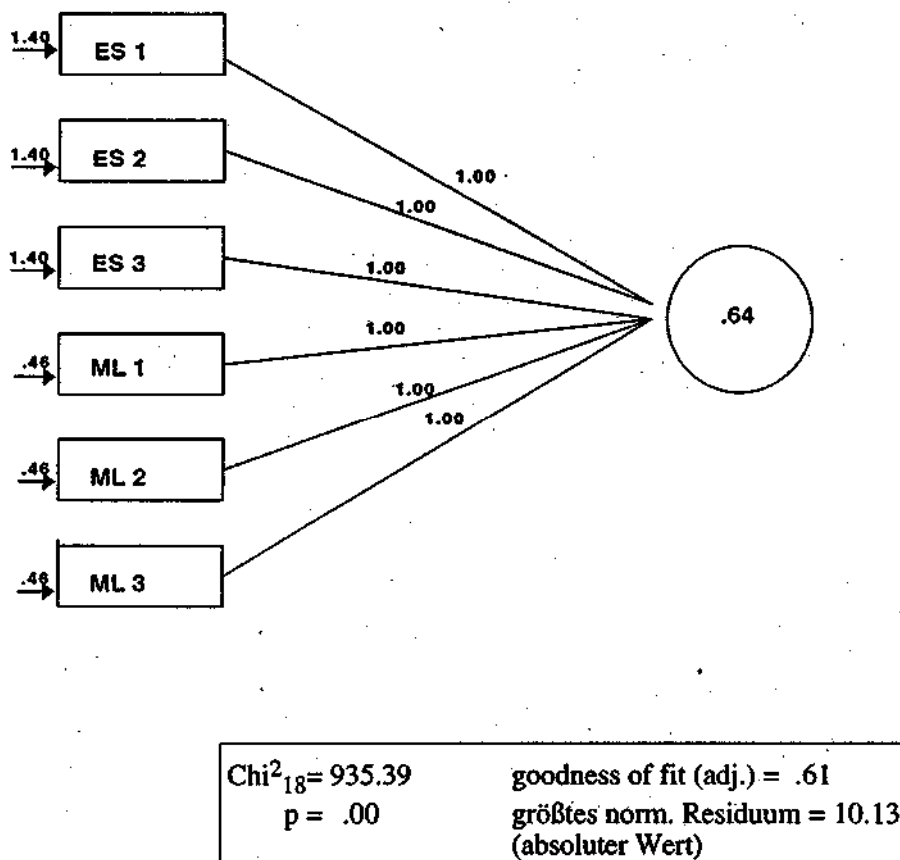 1.40
ES 1
1.00
1.40
ES 2
1.00
1.40
ES 3
1.00
.64
.46
ML 1
1.00
.46
ML 2
1.00
1.00
.46
ML 3
Chi²₁₈= 935.39 goodness of fit (adj.) = .61
p = .00 größtes norm. Residuum = 10.13
(absoluter Wert)